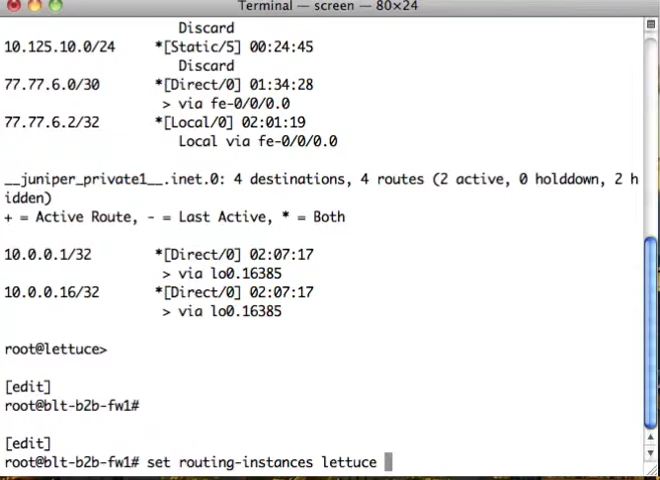 Terminal — screen — 80×24
Discard
10.125.10.0/24 *[Static/5] 00:24:45
Discard
77.77.6.0/30 *[Direct/0] 01:34:28
> via fe-0/0/0.0
77.77.6.2/32 *[Local/0] 02:01:19
Local via fe-0/0/0.0
__juniper_private1__.inet.0: 4 destinations, 4 routes (2 active, 0 holddown, 2 h
idden)
+ = Active Route, - = Last Active, * = Both
10.0.0.1/32 *[Direct/0] 02:07:17
> via lo0.16385
10.0.0.16/32 *[Direct/0] 02:07:17
> via lo0.16385
root@lettuce>
[edit]
root@blt-b2b-fw1#
[edit]
root@blt-b2b-fw1# set routing-instances lettuce